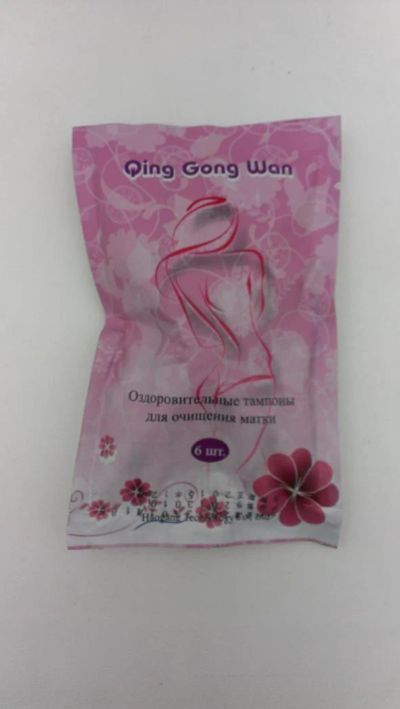 Qing Gong Wan
Оздоровительные тампоны
для очищения матки
6 шт.